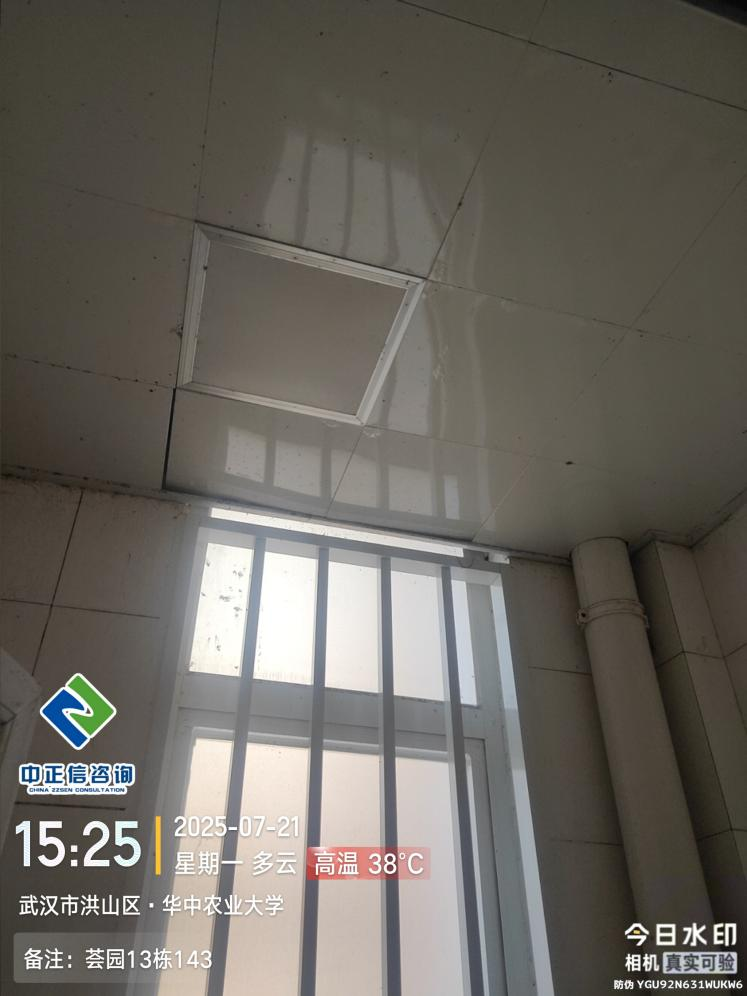 中正信咨询
CHINA ZZSEN CONSULTATION
15:25
2025-07-21
星期一 多云 高温 38°C
武汉市洪山区·华中农业大学
备注：荟园13栋143
今日水印
相机 真实可验
防伪 YGU92N631WUKW6